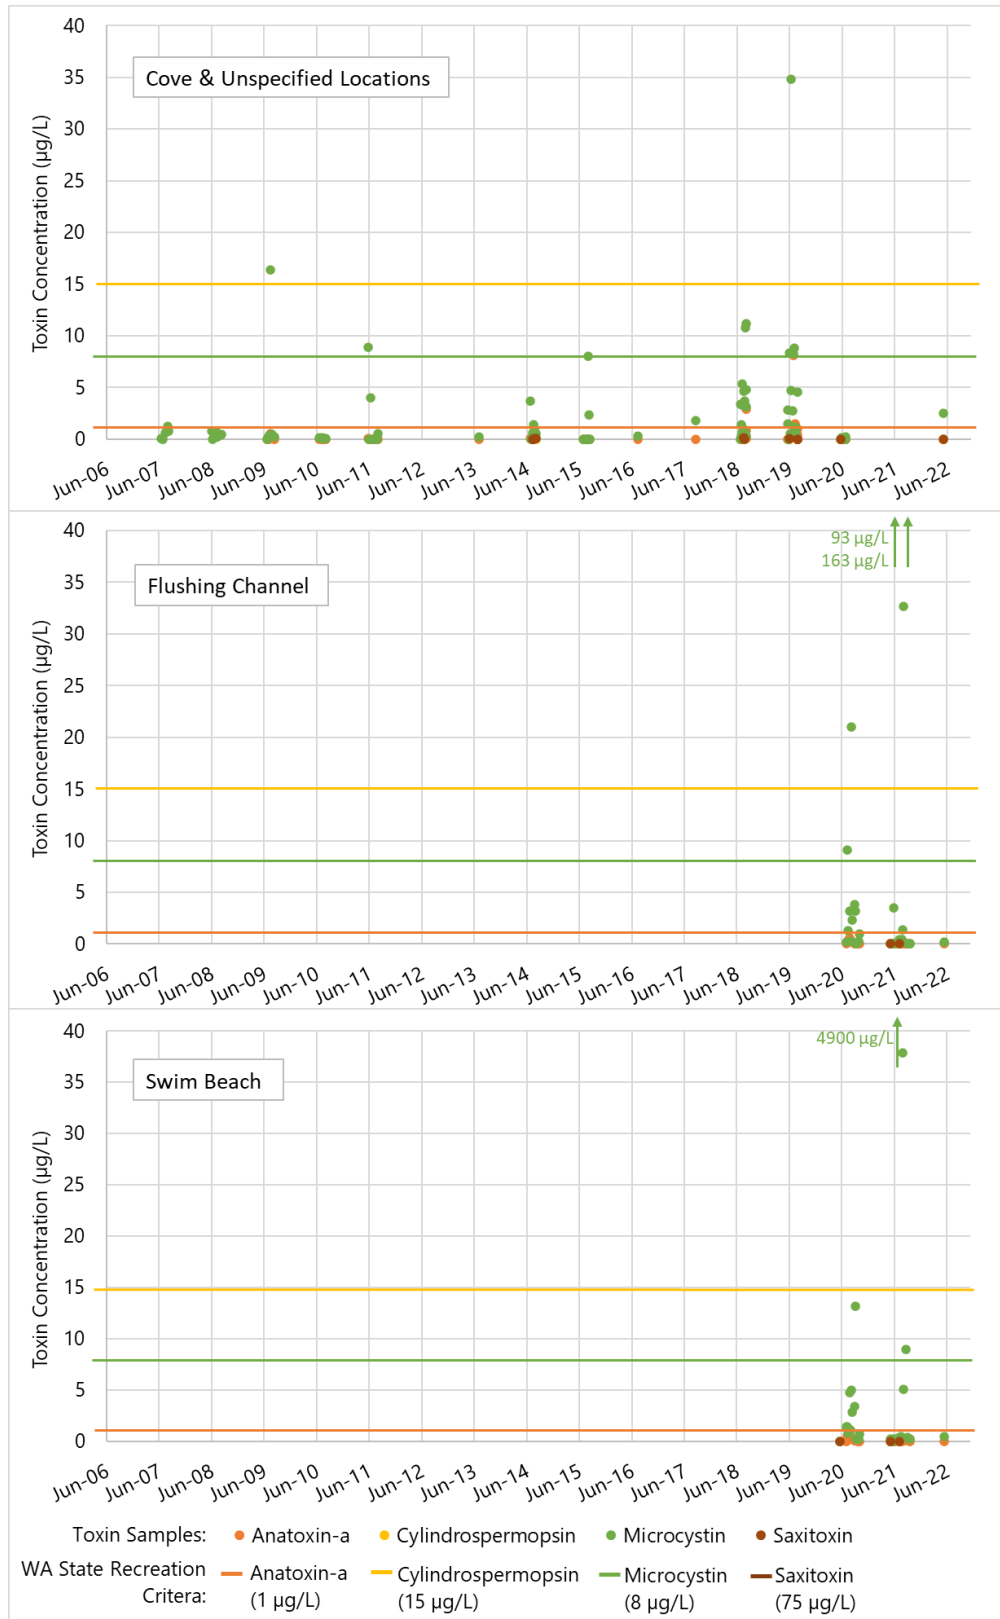 40
Cove & Unspecified Locations
35
30
25
20
15
10
5
0
Toxin Concentration (µg/L)
Jun-06 Jun-07 Jun-08 Jun-09 Jun-10 Jun-11 Jun-12 Jun-13 Jun-14 Jun-15 Jun-16 Jun-17 Jun-18 Jun-19 Jun-20 Jun-21 Jun-22
40
93 µg/L
163 µg/L
Flushing Channel
35
30
25
20
15
10
5
0
Toxin Concentration (µg/L)
Jun-06 Jun-07 Jun-08 Jun-09 Jun-10 Jun-11 Jun-12 Jun-13 Jun-14 Jun-15 Jun-16 Jun-17 Jun-18 Jun-19 Jun-20 Jun-21 Jun-22
40
4900 µg/L
Swim Beach
35
30
25
20
15
10
5
0
Toxin Concentration (µg/L)
Jun-06 Jun-07 Jun-08 Jun-09 Jun-10 Jun-11 Jun-12 Jun-13 Jun-14 Jun-15 Jun-16 Jun-17 Jun-18 Jun-19 Jun-20 Jun-21 Jun-22
Toxin Samples: Anatoxin-a Cylindrospermopsin Microcystin Saxitoxin
WA State Recreation Anatoxin-a Cylindrospermopsin Microcystin Saxitoxin
Critera: (1 µg/L) (15 µg/L) (8 µg/L) (75 µg/L)